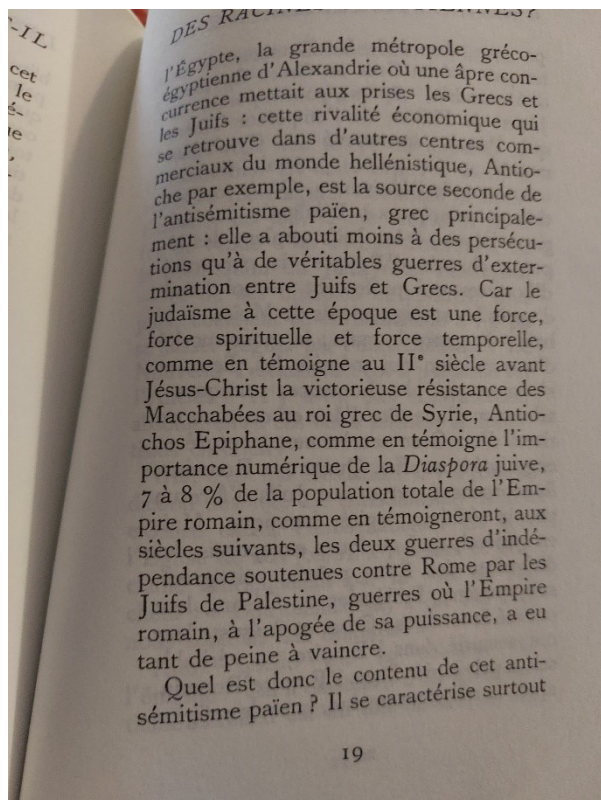 S-IL
cet
le
é-
ue
,
-
DES RACINES
l'Égypte, la grande métropole gréco-
égyptienne d'Alexandrie où une âpre con-
currence mettait aux prises les Grecs et
les Juifs : cette rivalité économique qui
se retrouve dans d'autres centres com-
merciaux du monde hellénistique, Antio-
che par exemple, est la source seconde de
l'antisémitisme païen, grec principale-
ment : elle a abouti moins à des persécu-
tions qu'à de véritables guerres d'exter-
mination entre Juifs et Grecs. Car le
judaïsme à cette époque est une force,
force spirituelle et force temporelle,
comme en témoigne au IIe siècle avant
Jésus-Christ la victorieuse résistance des
Macchabées au roi grec de Syrie, Antio-
chos Epiphane, comme en témoigne l'im-
portance numérique de la Diaspora juive,
7 à 8 % de la population totale de l'Em-
pire romain, comme en témoigneront, aux
siècles suivants, les deux guerres d'indé-
pendance soutenues contre Rome par les
Juifs de Palestine, guerres où l'Empire
romain, à l'apogée de sa puissance, a eu
tant de peine à vaincre.
Quel est donc le contenu de cet anti-
sémitisme païen ? Il se caractérise surtout
19